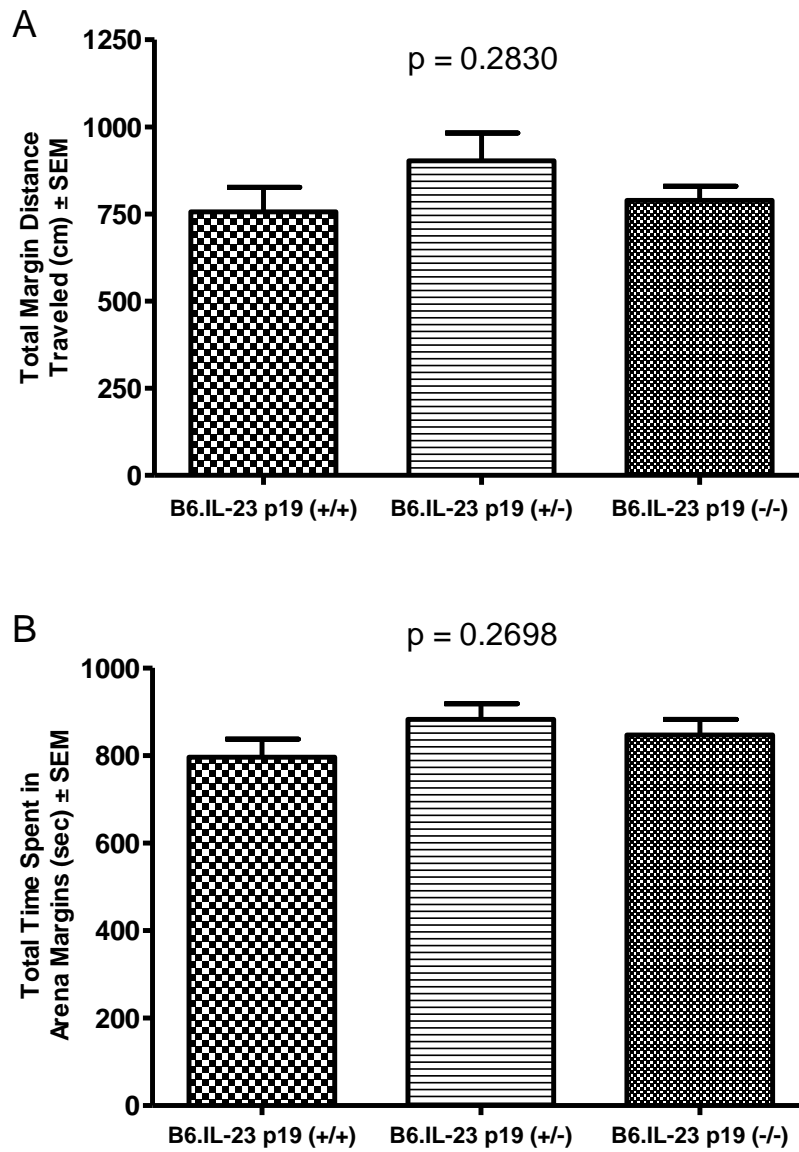 A
p = 0.2830
Total Margin Distance
Traveled (cm) ± SEM
1250
1000
750
500
250
0
B6.IL-23 p19 (+/+) B6.IL-23 p19 (+/-) B6.IL-23 p19 (-/-)
B
p = 0.2698
Total Time Spent in
Arena Margins (sec) ± SEM
1000
800
600
400
200
0
B6.IL-23 p19 (+/+) B6.IL-23 p19 (+/-) B6.IL-23 p19 (-/-)